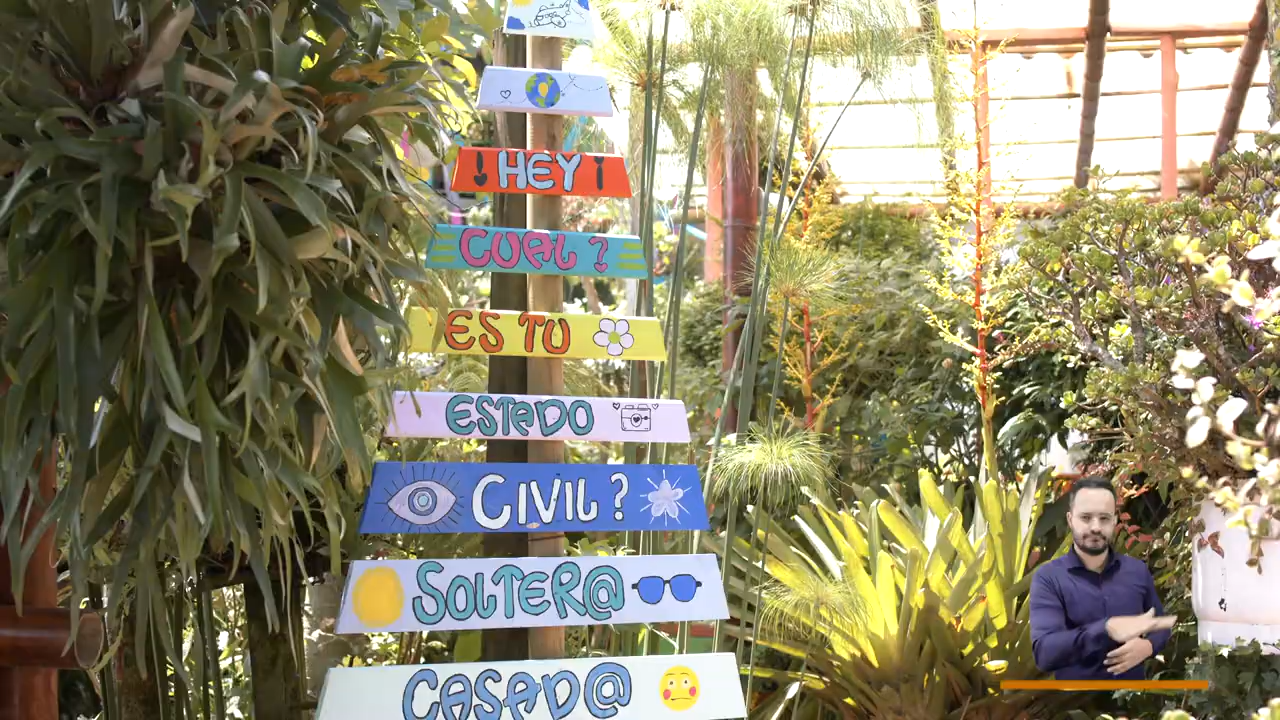 HEY
CUAL?
ES TU
ESTADO
CIVIL?
SOLTER@
CASAD@